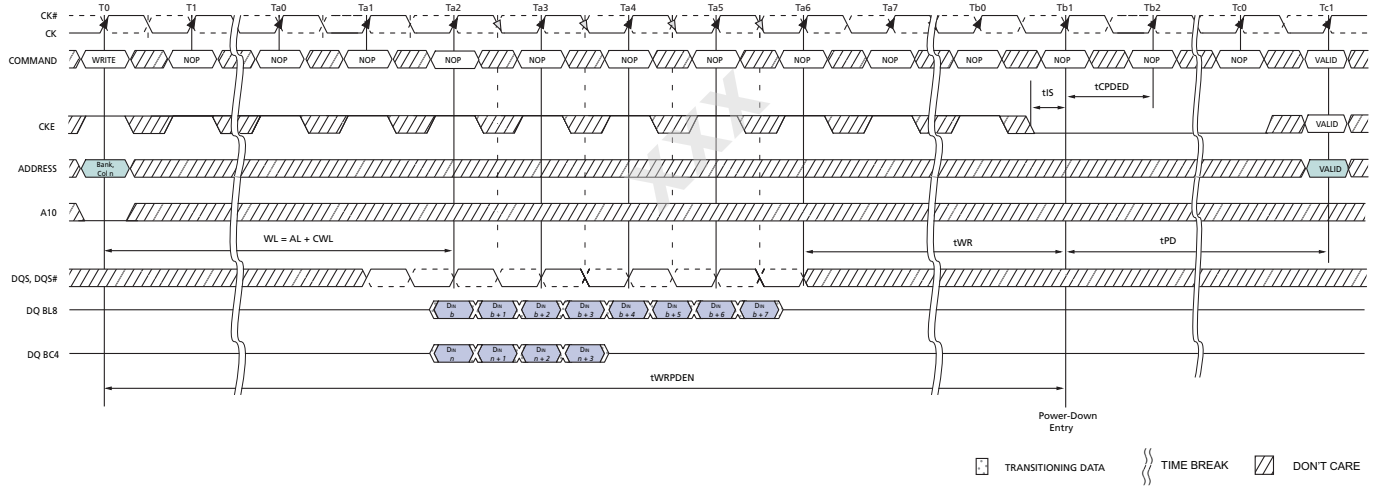 T0 T1 Ta0 Ta1 Ta2 Ta3 Ta4 Ta5 Ta6 Ta7 Tb0 Tb1 Tb2 Tc0 Tc1
CK#
CK
COMMAND WRITE NOP NOP NOP NOP NOP NOP NOP NOP NOP NOP NOP NOP NOP VALID
tIS tCPDED
CKE VALID
ADDRESS Bank, Col n VALID
A10
WL = AL + CWL tWR tPD
DQS, DQS#
DQ BL8 DIN b DIN b + 1 DIN b + 2 DIN b + 3 DIN b + 4 DIN b + 5 DIN b + 6 DIN b + 7
DQ BC4 DIN n DIN n + 1 DIN n + 2 DIN n + 3
tWRPDEN
Power-Down
Entry
TRANSITIONING DATA TIME BREAK DON'T CARE
XXX